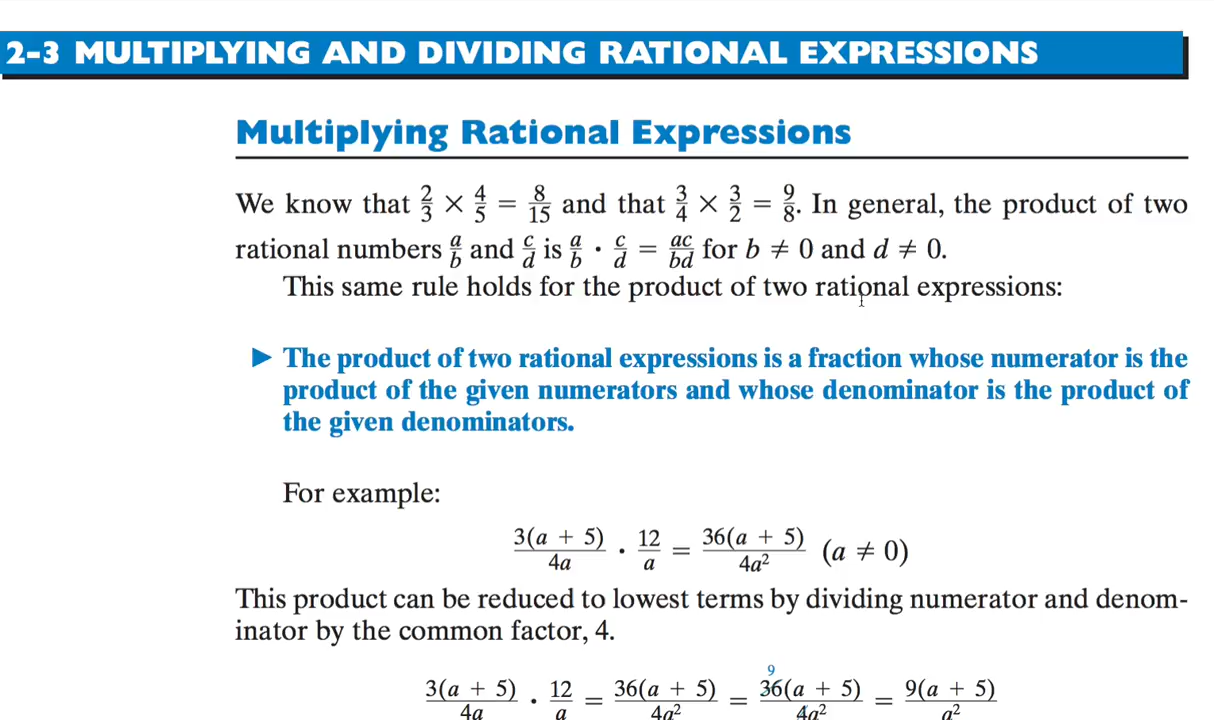 2–3 MULTIPLYING AND DIVIDING RATIONAL EXPRESSIONS
Multiplying Rational Expressions
We know that 2/3 × 4/5 = 8/15 and that 3/4 × 3/2 = 9/8. In general, the product of two
rational numbers a/b and c/d is a/b · c/d = ac/bd for b ≠ 0 and d ≠ 0.
This same rule holds for the product of two rational expressions:
▶ The product of two rational expressions is a fraction whose numerator is the
product of the given numerators and whose denominator is the product of
the given denominators.
For example:
3(a + 5)/4a · 12/a = 36(a + 5)/4a² (a ≠ 0)
This product can be reduced to lowest terms by dividing numerator and denom-
inator by the common factor, 4.
9
3(a + 5)/4a · 12/a = 36(a + 5)/4a² = 36(a + 5)/4a² = 9(a + 5)/a²